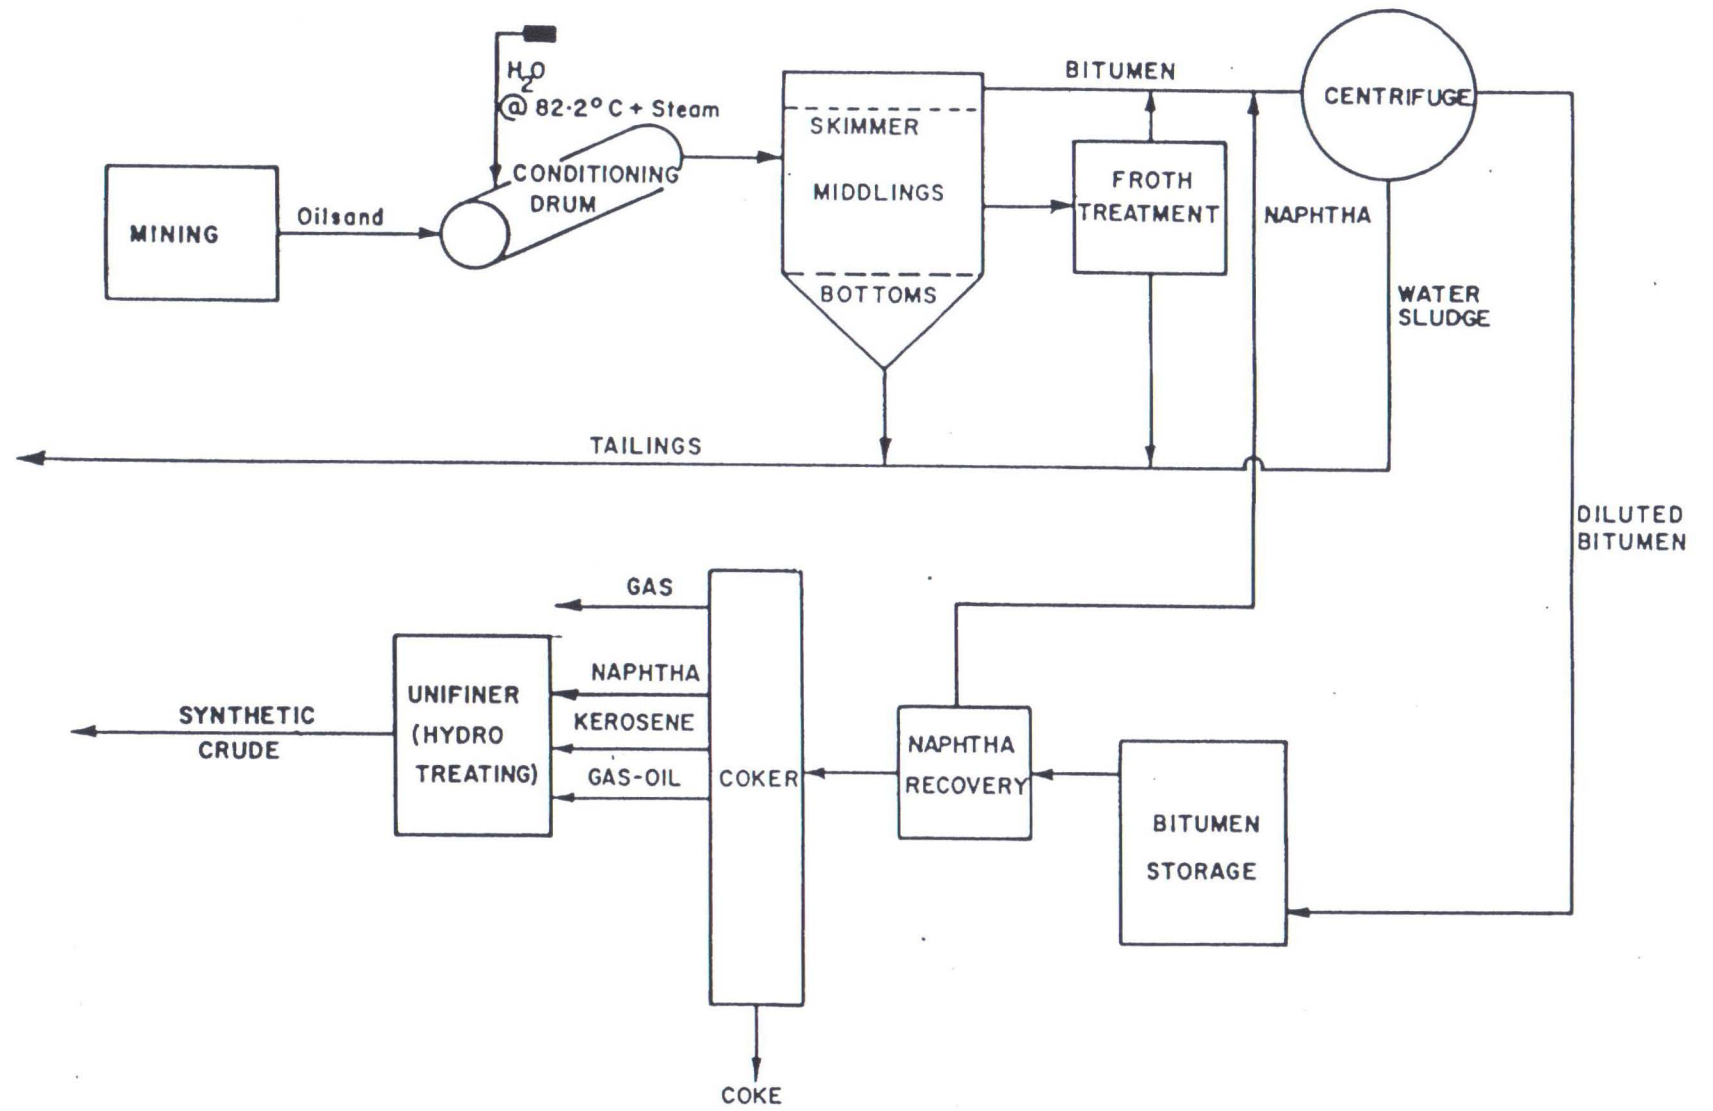 H2O
@ 82.2°C + Steam
BITUMEN
CENTRIFUGE
SKIMMER
CONDITIONING
DRUM
MIDDLINGS
FROTH
TREATMENT
NAPHTHA
MINING
Oilsand
BOTTOMS
WATER
SLUDGE
TAILINGS
DILUTED
BITUMEN
GAS
NAPHTHA
KEROSENE
GAS-OIL
UNIFINER
(HYDRO
TREATING)
SYNTHETIC
CRUDE
COKER
NAPHTHA
RECOVERY
BITUMEN
STORAGE
COKE